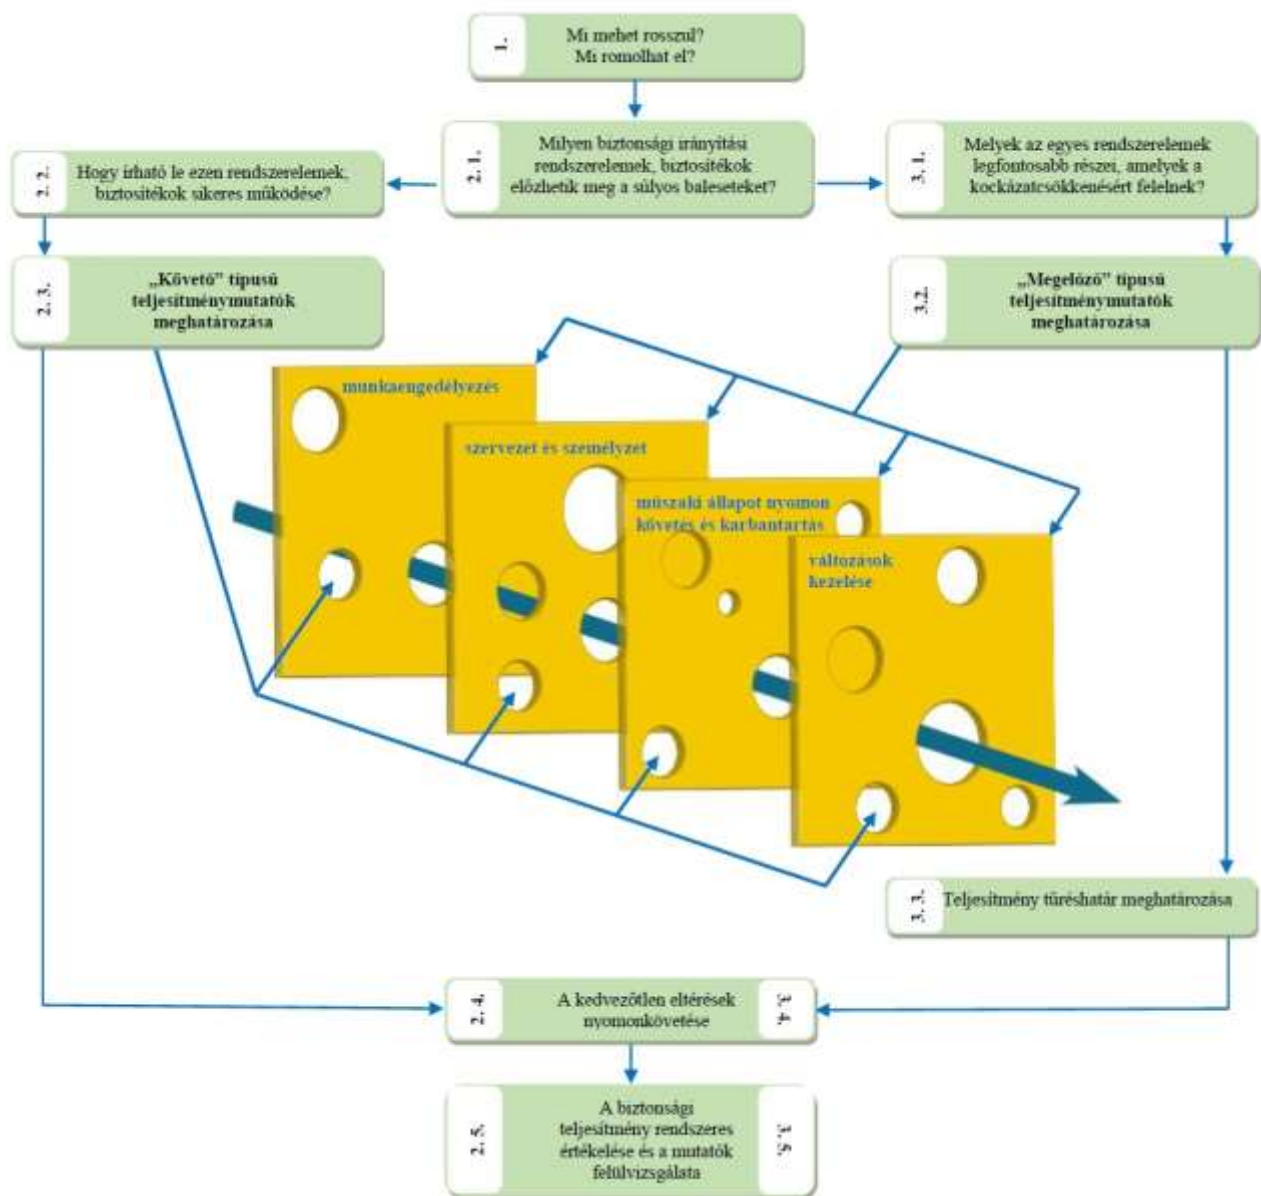 1.
Mi mehet rosszul?
Mi romolhat el?
2. 1.
Milyen biztonsági irányítási
rendszerelemek, biztosítékok
előzhetik meg a súlyos baleseteket?
2. 2.
Hogy írható le ezen rendszerelemek,
biztosítékok sikeres működése?
3. 1.
Melyek az egyes rendszerelemek
legfontosabb részei, amelyek a
kockázatcsökkenésért felelnek?
2. 3.
„Követő” típusú
teljesítménymutatók
meghatározása
3.2.
„Megelőző” típusú
teljesítménymutatók
meghatározása
munkaengedélyezés
szervezet és személyzet
műszaki állapot nyomon
követés és karbantartás
változások
kezelése
3. 3.
Teljesítmény tűréshatár meghatározása
2. 4.
A kedvezőtlen eltérések
nyomonkövetése
3. 4.
2. 5.
A biztonsági
teljesítmény rendszeres
értékelése és a mutatók
felülvizsgálata
3. 5.